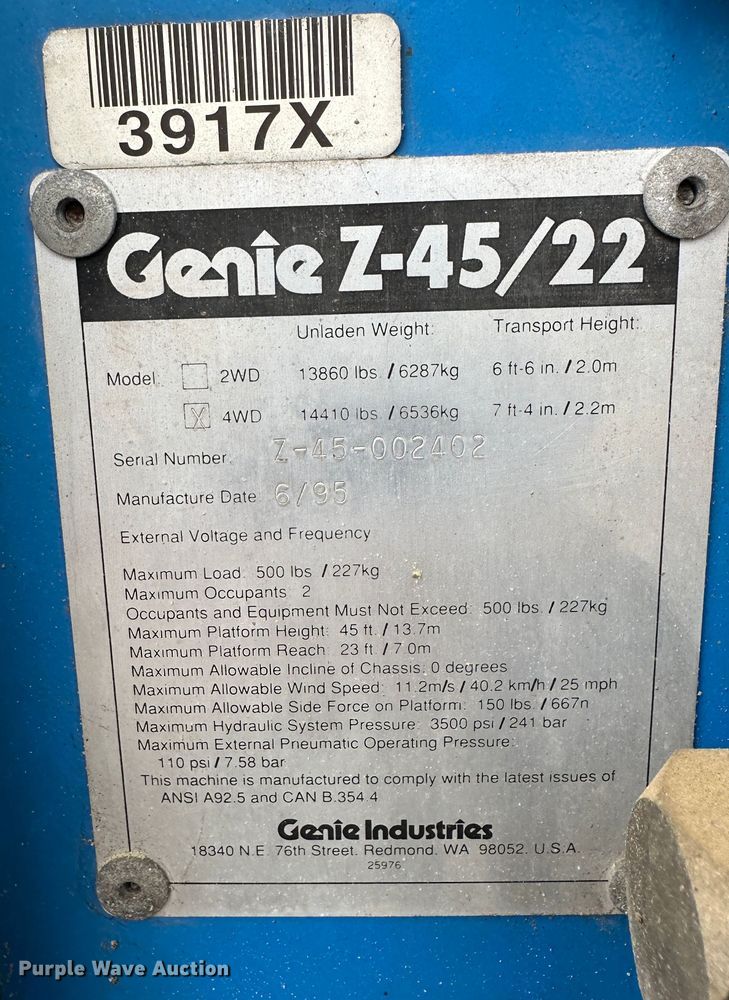 3917X
Genie Z-45/22
Unladen Weight: Transport Height:
Model: 2WD 13860 lbs / 6287kg 6 ft-6 in. / 2.0m
X 4WD 14410 lbs / 6536kg 7 ft-4 in. / 2.2m
Serial Number: Z-45-002402
Manufacture Date: 6/95
External Voltage and Frequency
Maximum Load: 500 lbs / 227kg
Maximum Occupants: 2
Occupants and Equipment Must Not Exceed: 500 lbs. / 227kg
Maximum Platform Height: 45 ft. / 13.7m
Maximum Platform Reach: 23 ft. / 7.0m
Maximum Allowable Incline of Chassis: 0 degrees
Maximum Allowable Wind Speed: 11.2m/s / 40.2 km/h / 25 mph
Maximum Allowable Side Force on Platform: 150 lbs. / 667n
Maximum Hydraulic System Pressure: 3500 psi / 241 bar
Maximum External Pneumatic Operating Pressure:
110 psi / 7.58 bar
This machine is manufactured to comply with the latest issues of
ANSI A92.5 and CAN B.354.4
Genie Industries
18340 N.E. 76th Street. Redmond. WA 98052. U.S.A.
25976
Purple Wave Auction